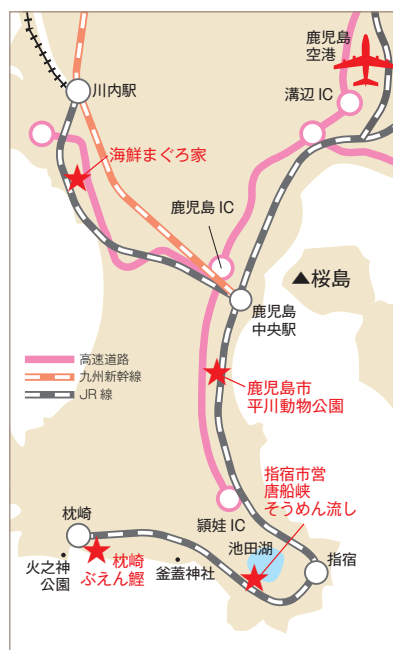 鹿児島
空港
溝辺 IC
川内駅
海鮮まぐろ家
鹿児島 IC
▲桜島
鹿児島
中央駅
高速道路
九州新幹線
JR 線
鹿児島市
平川動物公園
指宿市営
唐船峡
そうめん流し
頴娃 IC
枕崎
池田湖
指宿
火之神
公園
枕崎
ぶえん鰹
釜蓋神社